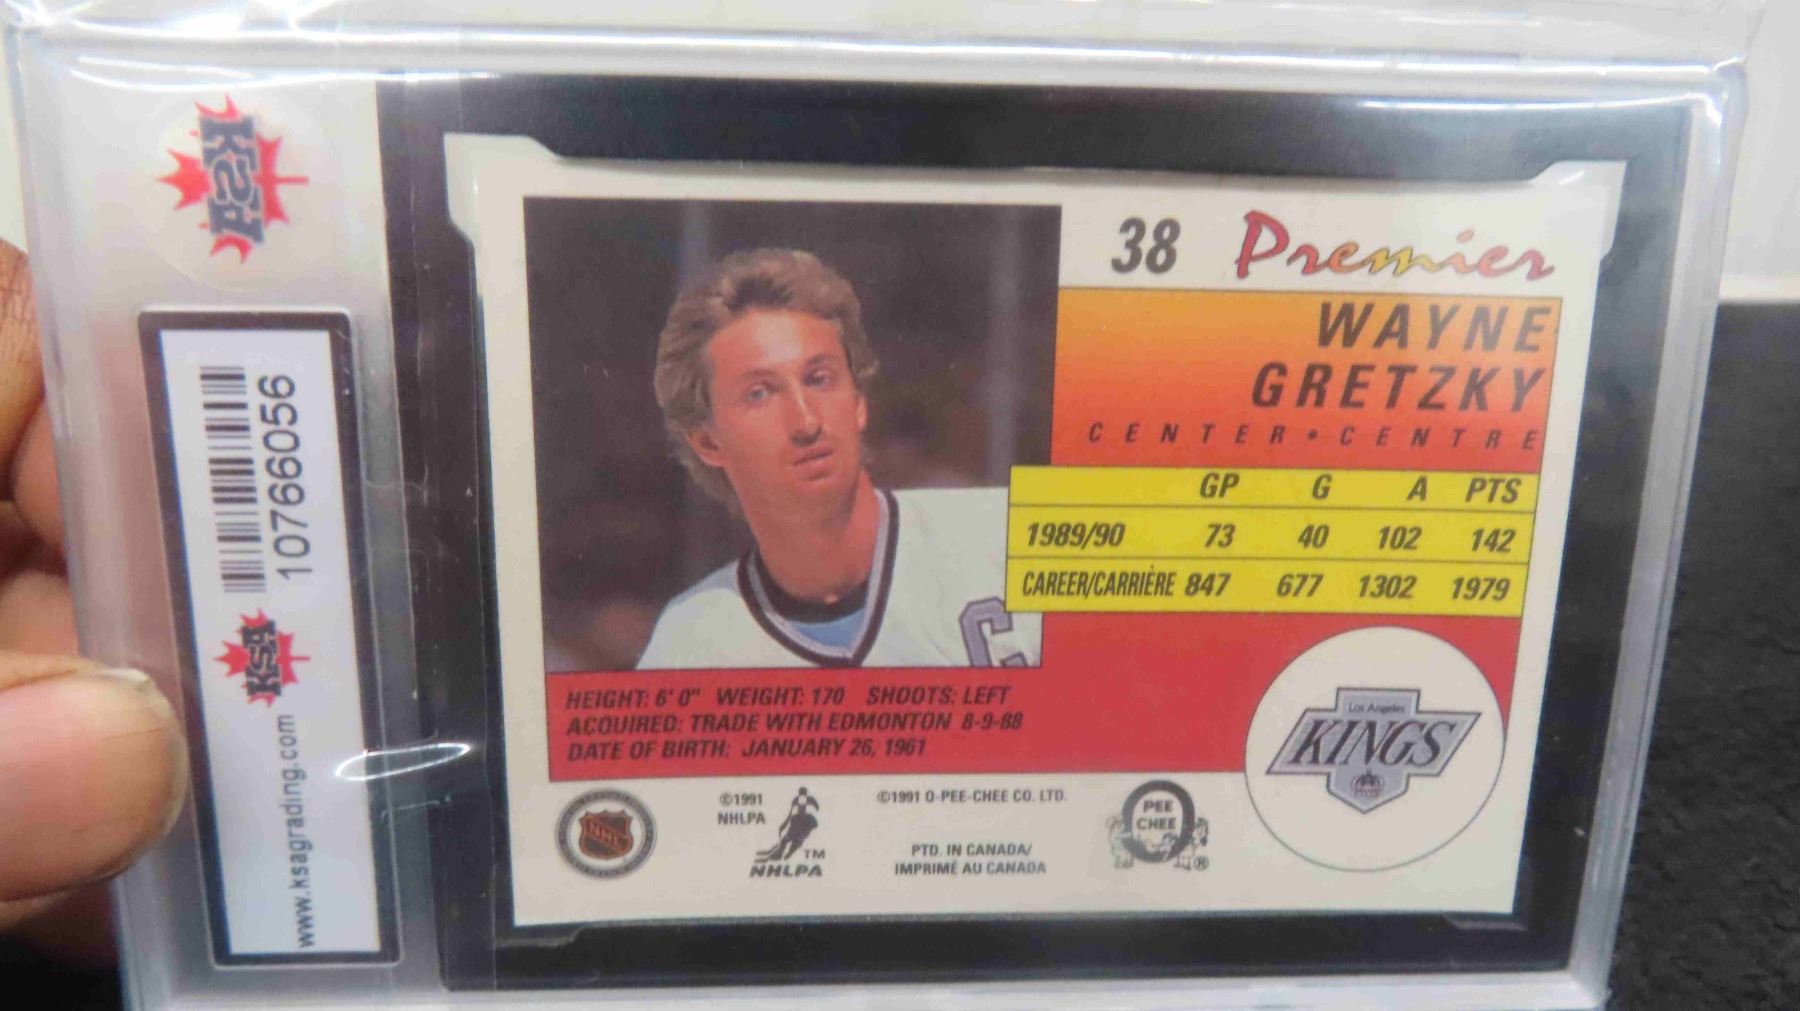 KSA
10766056
KSA
www.ksagrading.com
38 Premier
WAYNE
GRETZKY
CENTER • CENTRE
GP G A PTS
1989/90 73 40 102 142
CAREER/CARRIÈRE 847 677 1302 1979
C
HEIGHT: 6' 0" WEIGHT: 170 SHOOTS: LEFT
ACQUIRED: TRADE WITH EDMONTON 8-9-88
DATE OF BIRTH: JANUARY 26, 1961
Los Angeles
KINGS
NHL
©1991
NHLPA
TM
NHLPA
©1991 O-PEE-CHEE CO. LTD.
PTD. IN CANADA/
IMPRIMÉ AU CANADA
PEE
CHEE
®